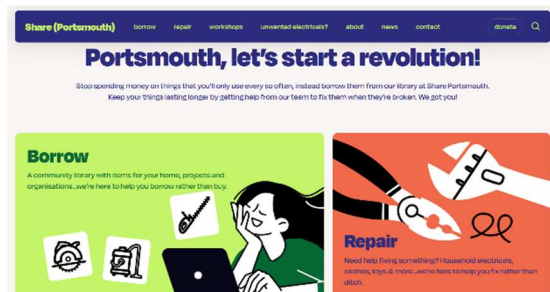 Share (Portsmouth)
borrow repair workshops unwanted electricals? about news contact donate
Portsmouth, let's start a revolution!
Stop spending money on things that you'll only use every so often, instead borrow them from our library at Share Portsmouth.
Keep your things lasting longer by getting help from our team to fix them when they're broken. We got you!
Borrow
A community library with items for your home, projects and
organisations...we're here to help you borrow rather than buy.
Repair
Need help fixing something? Household electricals,
clothes, toys & more...we're here to help you fix rather than
ditch.